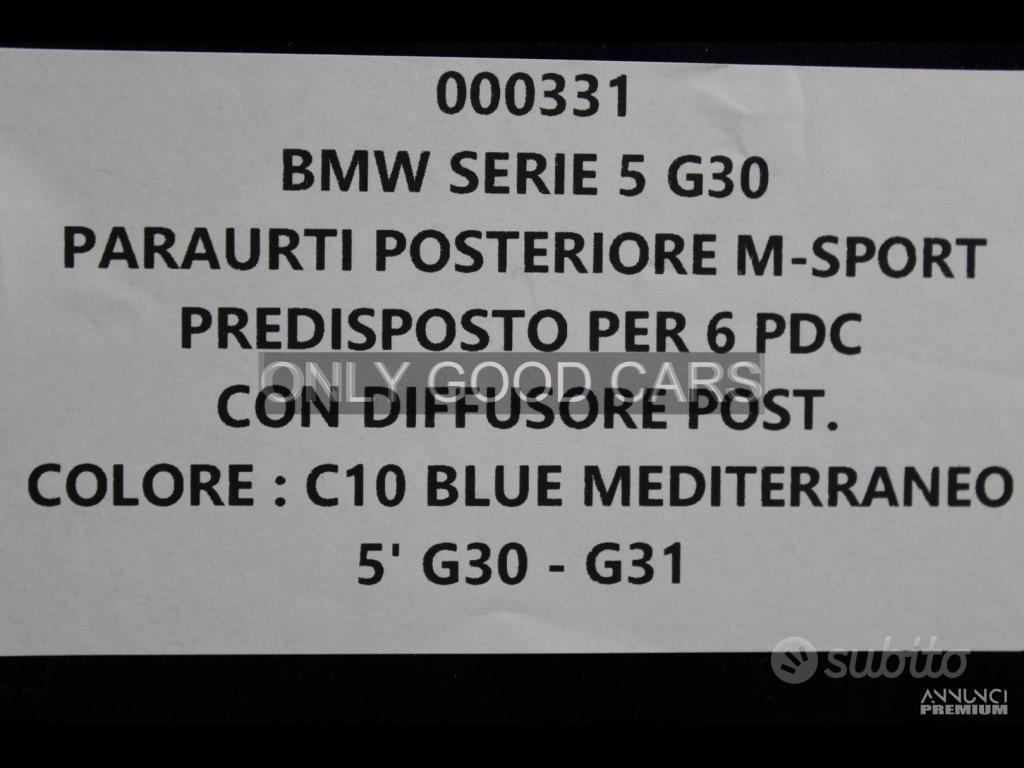 000331
BMW SERIE 5 G30
PARAURTI POSTERIORE M-SPORT
PREDISPOSTO PER 6 PDC
ONLY GOOD CARS
CON DIFFUSORE POST.
COLORE : C10 BLUE MEDITERRANEO
5' G30 - G31
subito
ANNUNCI
PREMIUM